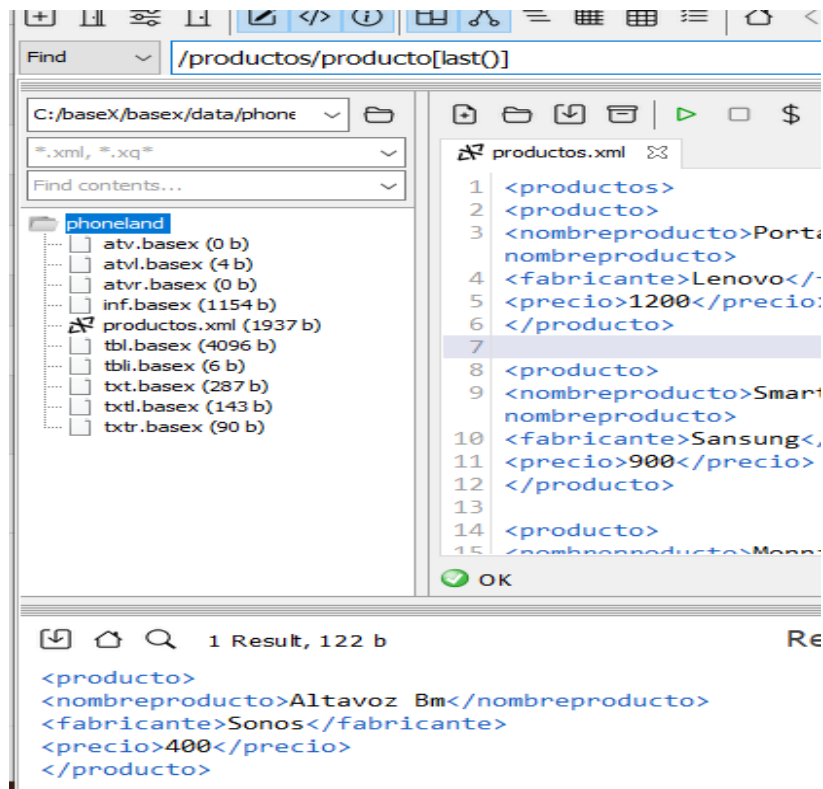 Find
/productos/producto[last()]
C:/baseX/basex/data/phone
*.xml, *.xq*
Find contents...
phoneland
atv.basex (0 b)
atvl.basex (4 b)
atvr.basex (0 b)
inf.basex (1154 b)
productos.xml (1937 b)
tbl.basex (4096 b)
tbli.basex (6 b)
txt.basex (287 b)
txtl.basex (143 b)
txtr.basex (90 b)
$
productos.xml
1 <productos>
2 <producto>
3 <nombreproducto>Porta
nombreproducto>
4 <fabricante>Lenovo</
5 <precio>1200</precio>
6 </producto>
7
8 <producto>
9 <nombreproducto>Smart
nombreproducto>
10 <fabricante>Sansung</
11 <precio>900</precio>
12 </producto>
13
14 <producto>
15 <nombreproducto>
OK
1 Result, 122 b
Re
<producto>
<nombreproducto>Altavoz Bm</nombreproducto>
<fabricante>Sonos</fabricante>
<precio>400</precio>
</producto>